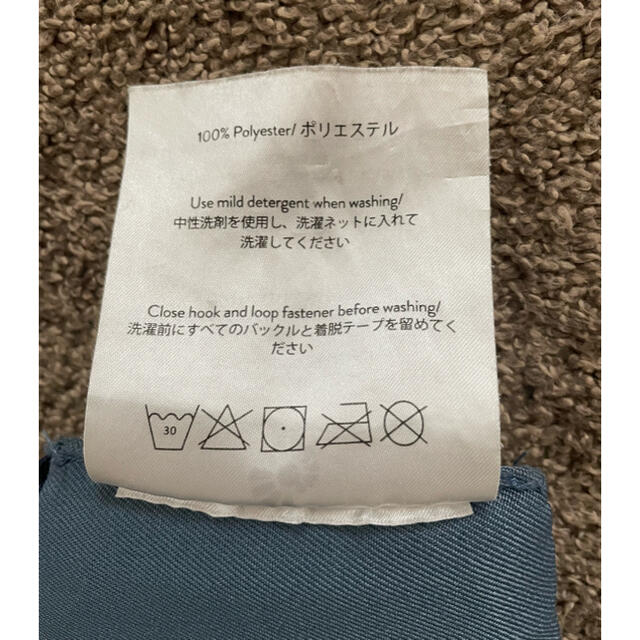 100% Polyester/ ポリエステル
Use mild detergent when washing/
中性洗剤を使用し、洗濯ネットに入れて
洗濯してください
Close hook and loop fastener before washing/
洗濯前にすべてのバックルと着脱テープを留めてく
ださい
30